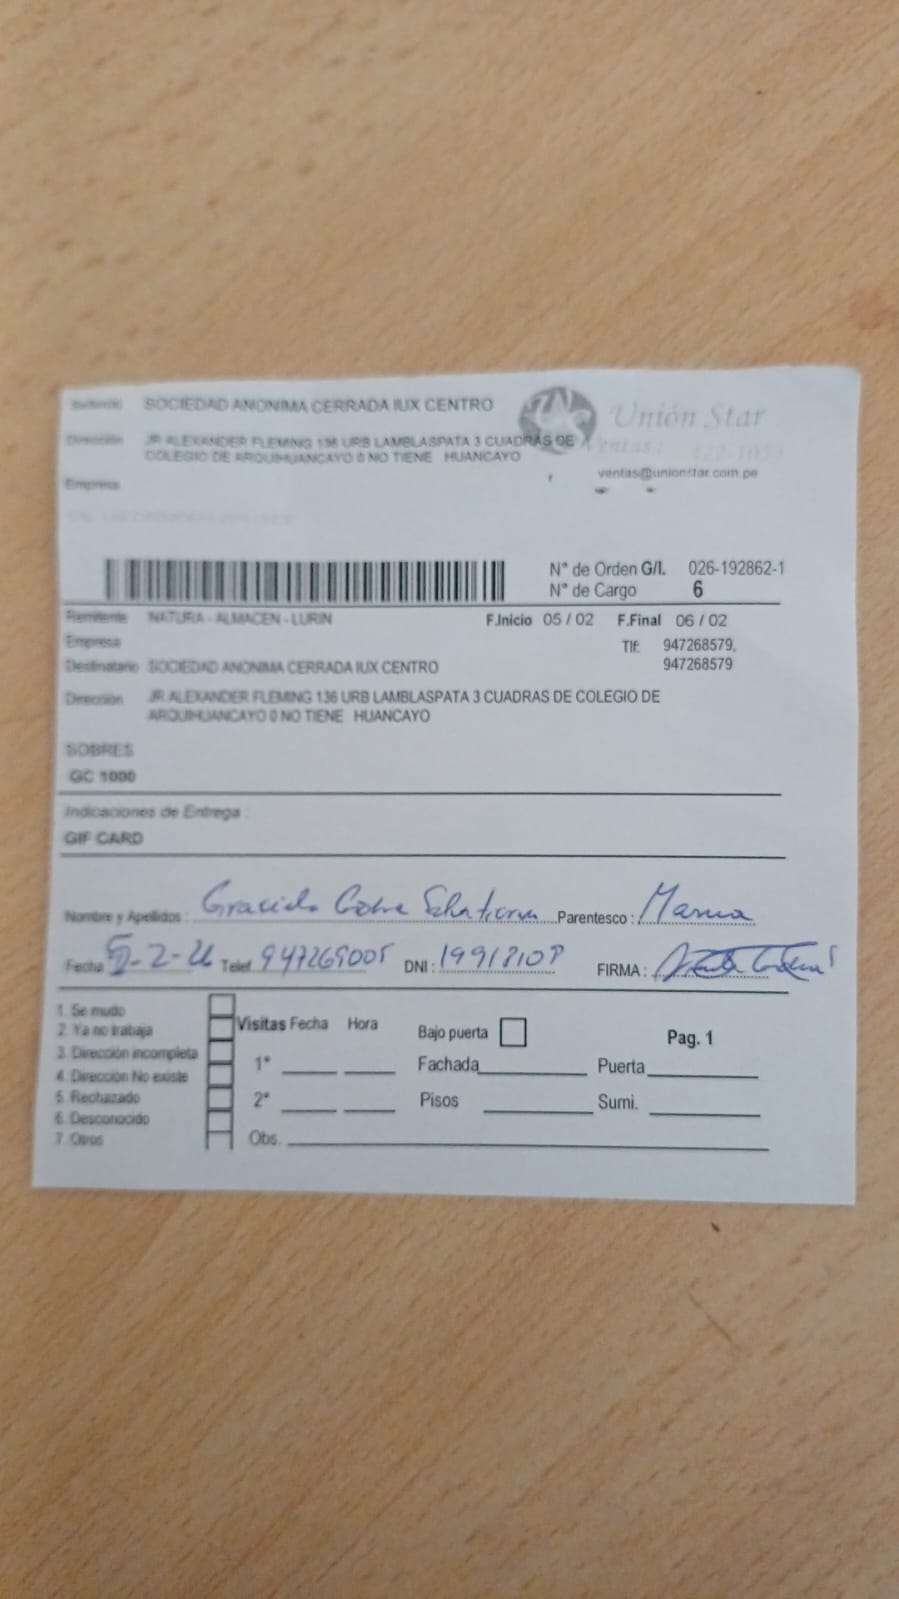 SOCIEDAD ANONIMA CERRADA IUX CENTRO
Unión Star
Dirección JR ALEXANDER FLEMING 136 URB LAMBLASPATA 3 CUADRAS DE
Ventas:
COLEGIO DE ARQUIHUANCAYO 0 NO TIENE HUANCAYO
ventas@unionstar.com.pe
Empresa
N° de Orden G/I. 026-192862-1
N° de Cargo 6
Remitente NATURA - ALMACEN - LURIN F.Inicio 05 / 02 F.Final 06 / 02
Empresa Tlf: 947268579,
947268579
Destinatario SOCIEDAD ANONIMA CERRADA IUX CENTRO
Dirección JR ALEXANDER FLEMING 136 URB LAMBLASPATA 3 CUADRAS DE COLEGIO DE
ARQUIHUANCAYO 0 NO TIENE HUANCAYO
SOBRES
GC 1000
Indicaciones de Entrega :
GIF CARD
Nombre y Apellidos : Graciela Parentesco :
Fecha Telef. DNI : FIRMA :
1. Se mudo
2. Ya no trabaja
3. Dirección incompleta
4. Dirección No existe
5. Rechazado
6. Desconocido
7. Otros
Visitas Fecha Hora
1°
2°
Obs.
Bajo puerta
Pag. 1
Fachada Puerta
Pisos Sumi.